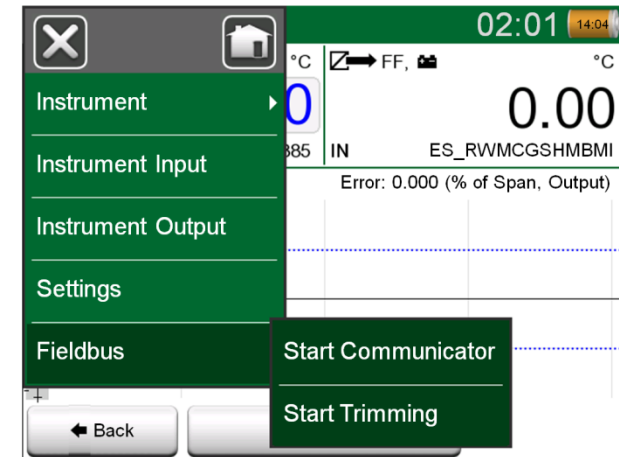 02:01 14:04
°C FF, °C
Instrument
0 0.00
385 IN ES_RWMCGSHMBMI
Instrument Input
Error: 0.000 (% of Span, Output)
Instrument Output
Settings
Fieldbus
Start Communicator
Start Trimming
Back